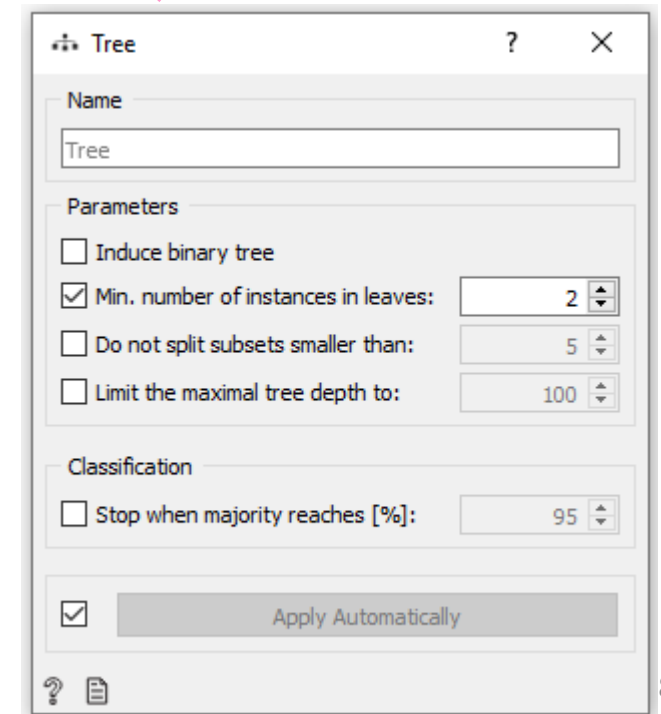 Tree ?
Name
Tree
Parameters
Induce binary tree
Min. number of instances in leaves: 2
Do not split subsets smaller than: 5
Limit the maximal tree depth to: 100
Classification
Stop when majority reaches [%]: 95
Apply Automatically
?